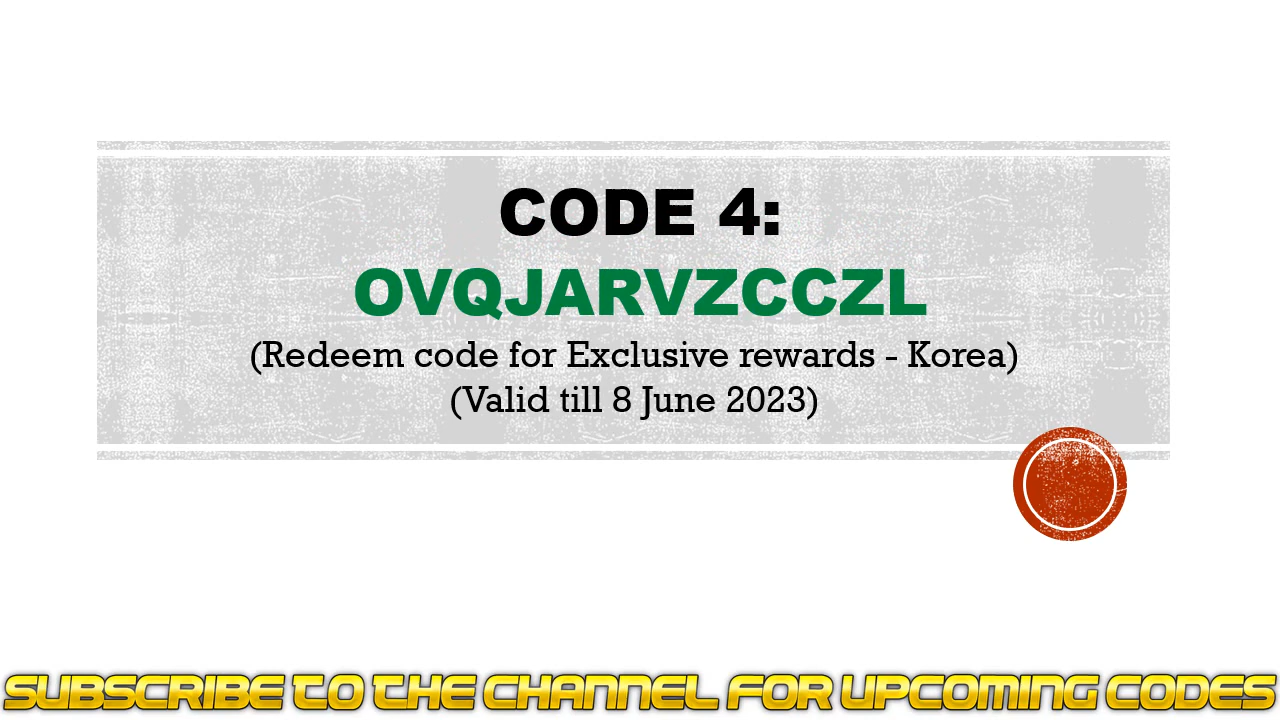 CODE 4:
OVQJARVZCCZL
(Redeem code for Exclusive rewards - Korea)
(Valid till 8 June 2023)
SUBSCRIBE TO THE CHANNEL FOR UPCOMING CODES